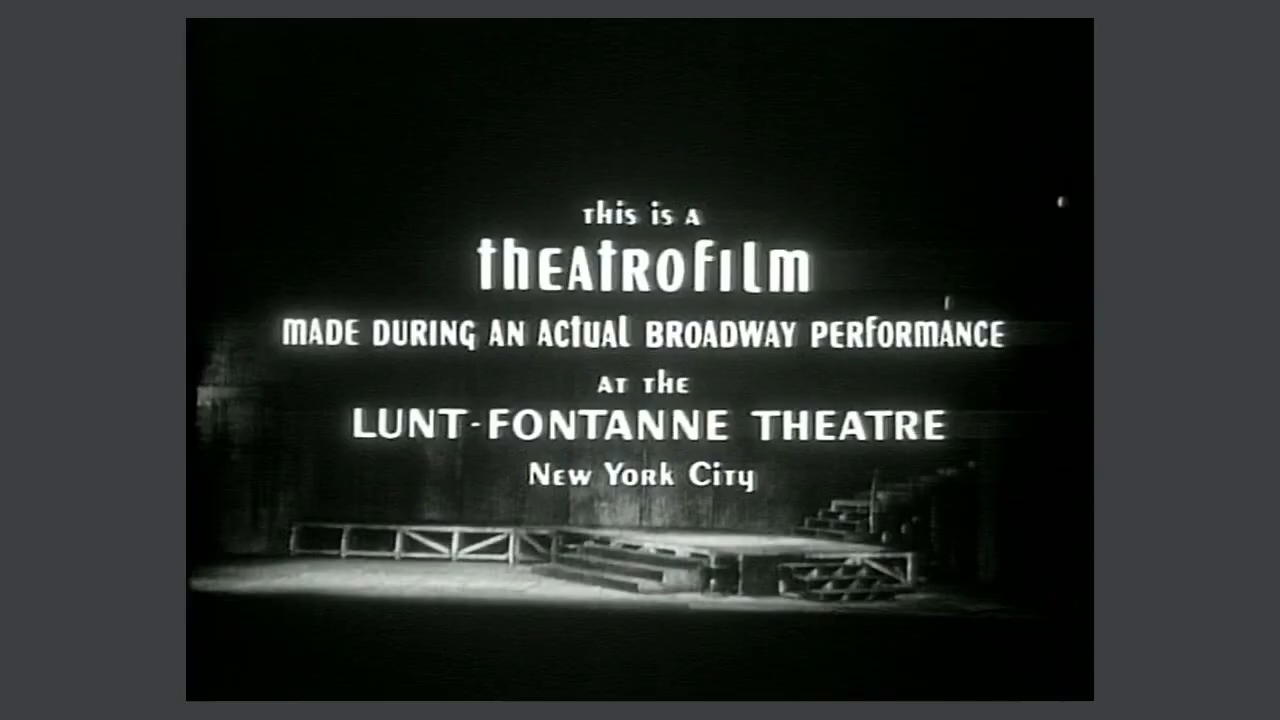 This is a
theatrofilm
made during an actual Broadway performance
at the
LUNT-FONTANNE THEATRE
New York City